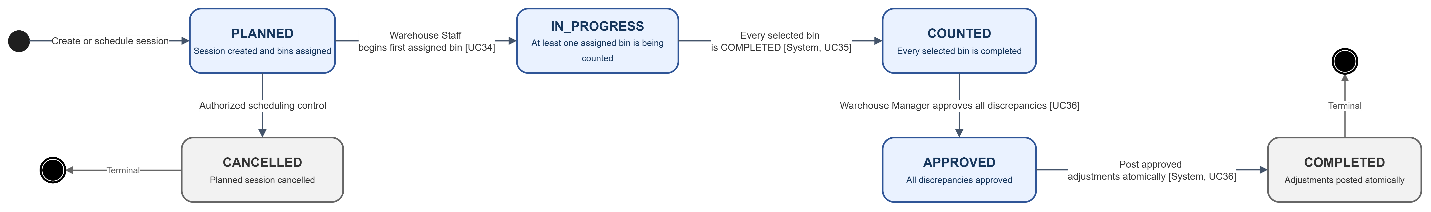 Create or schedule session
PLANNED
Session created and bins assigned
Warehouse Staff
begins first assigned bin [UC34]
IN_PROGRESS
At least one assigned bin is being
counted
Every selected bin
is COMPLETED [System, UC35]
COUNTED
Every selected bin is completed
Authorized scheduling control
Warehouse Manager approves all discrepancies [UC36]
Terminal
CANCELLED
Planned session cancelled
Terminal
APPROVED
All discrepancies approved
Post approved
adjustments atomically [System, UC36]
COMPLETED
Adjustments posted atomically